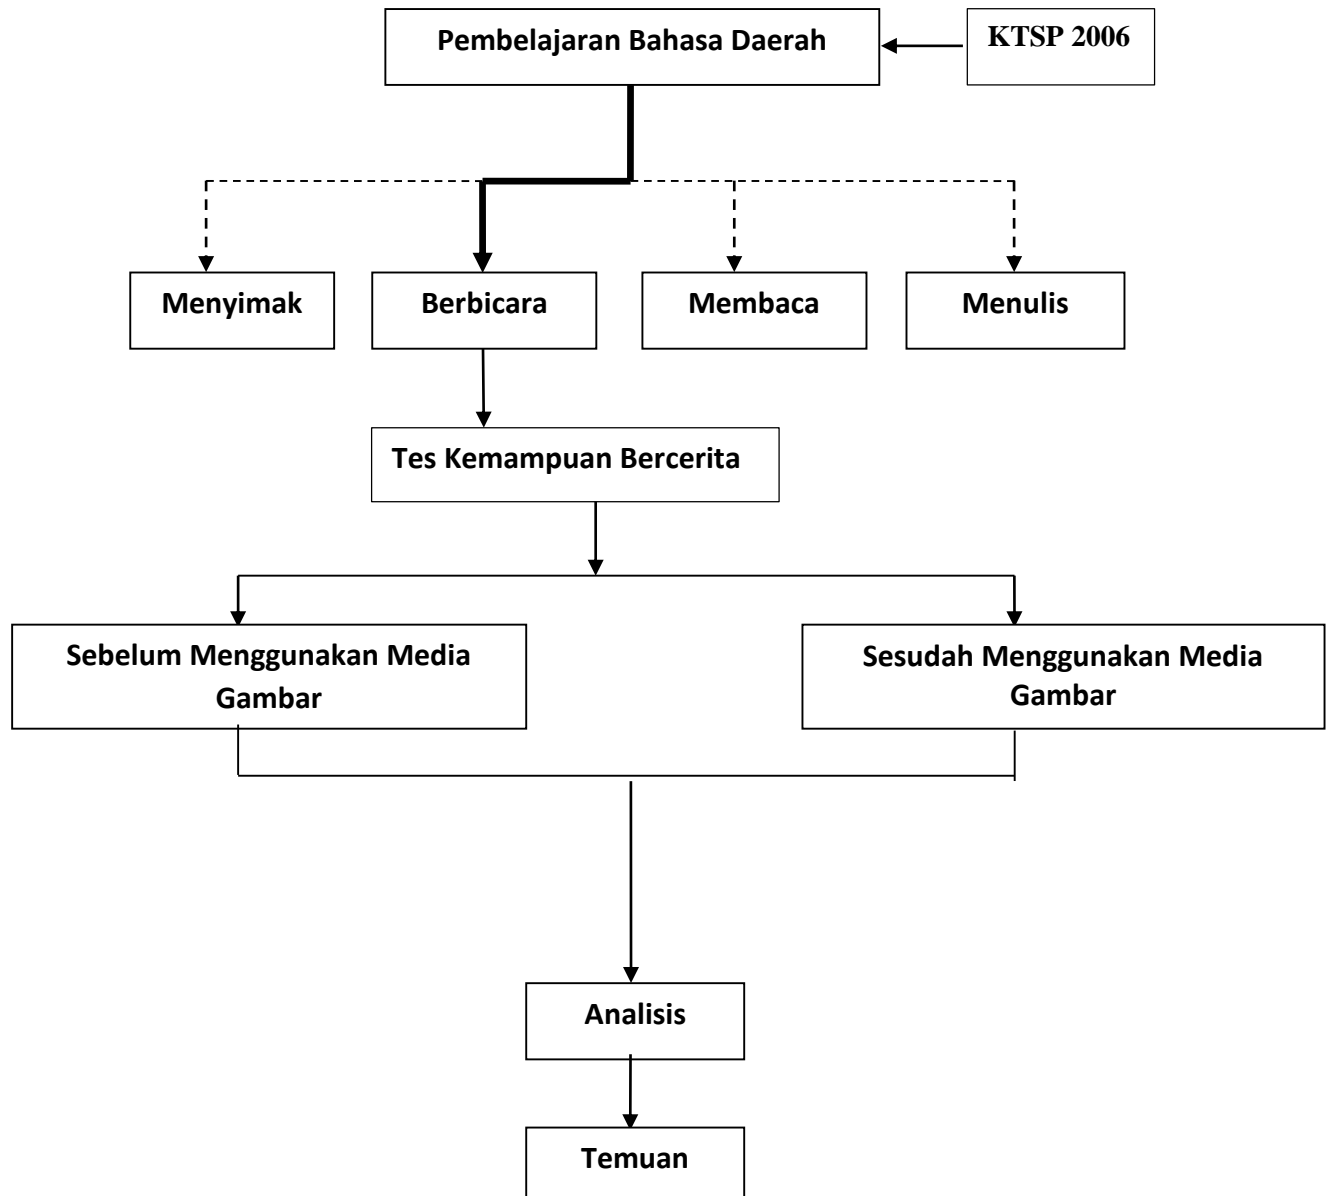 Pembelajaran Bahasa Daerah
KTSP 2006
Menyimak
Berbicara
Membaca
Menulis
Tes Kemampuan Bercerita
Sebelum Menggunakan Media
Gambar
Sesudah Menggunakan Media
Gambar
Analisis
Temuan